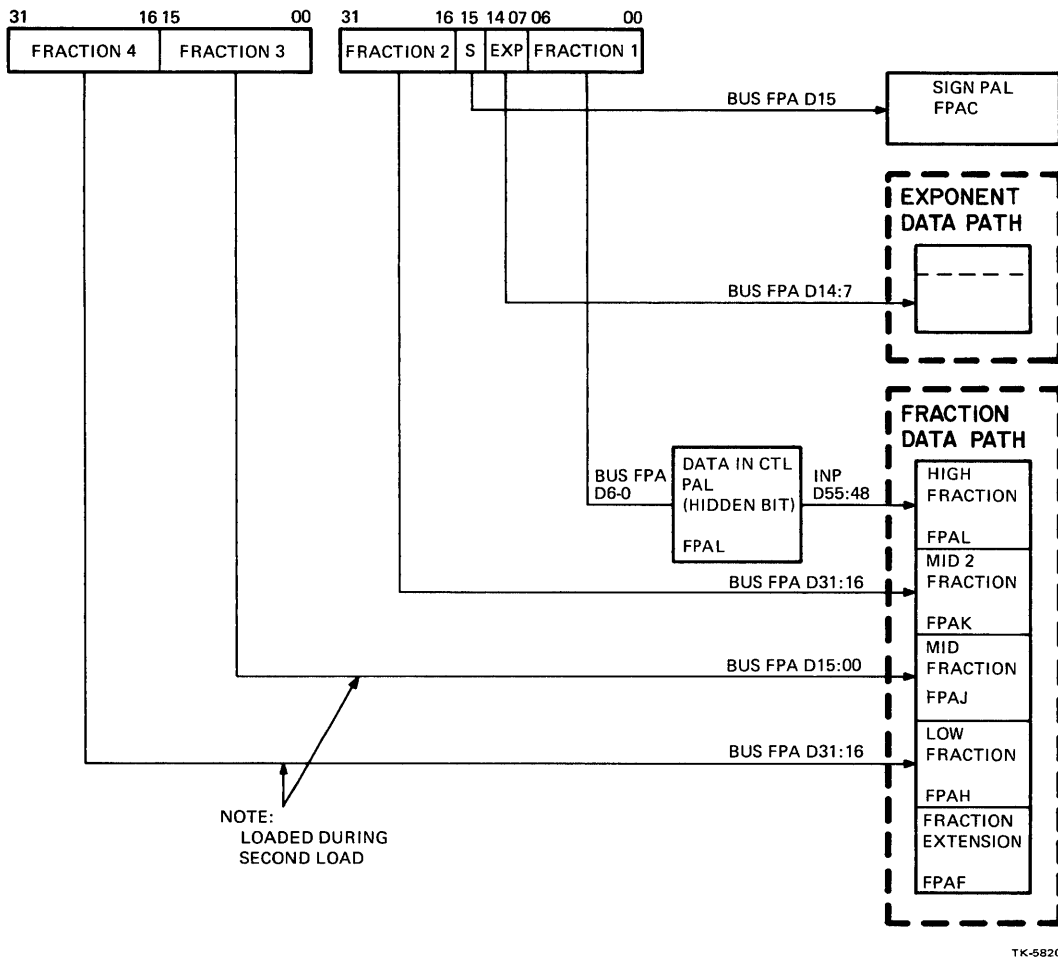 31 16 15 00 31 16 15 14 07 06 00
FRACTION 4 FRACTION 3 FRACTION 2 S EXP FRACTION 1
BUS FPA D15
SIGN PAL
FPAC
EXPONENT
DATA PATH
BUS FPA D14:7
FRACTION
DATA PATH
BUS FPA
D6-0
DATA IN CTL
PAL
(HIDDEN BIT)
FPAL
INP
D55:48
HIGH
FRACTION
FPAL
BUS FPA D31:16
MID 2
FRACTION
FPAK
BUS FPA D15:00
MID
FRACTION
FPAJ
BUS FPA D31:16
LOW
FRACTION
FPAH
NOTE:
LOADED DURING
SECOND LOAD
FRACTION
EXTENSION
FPAF
TK-5820